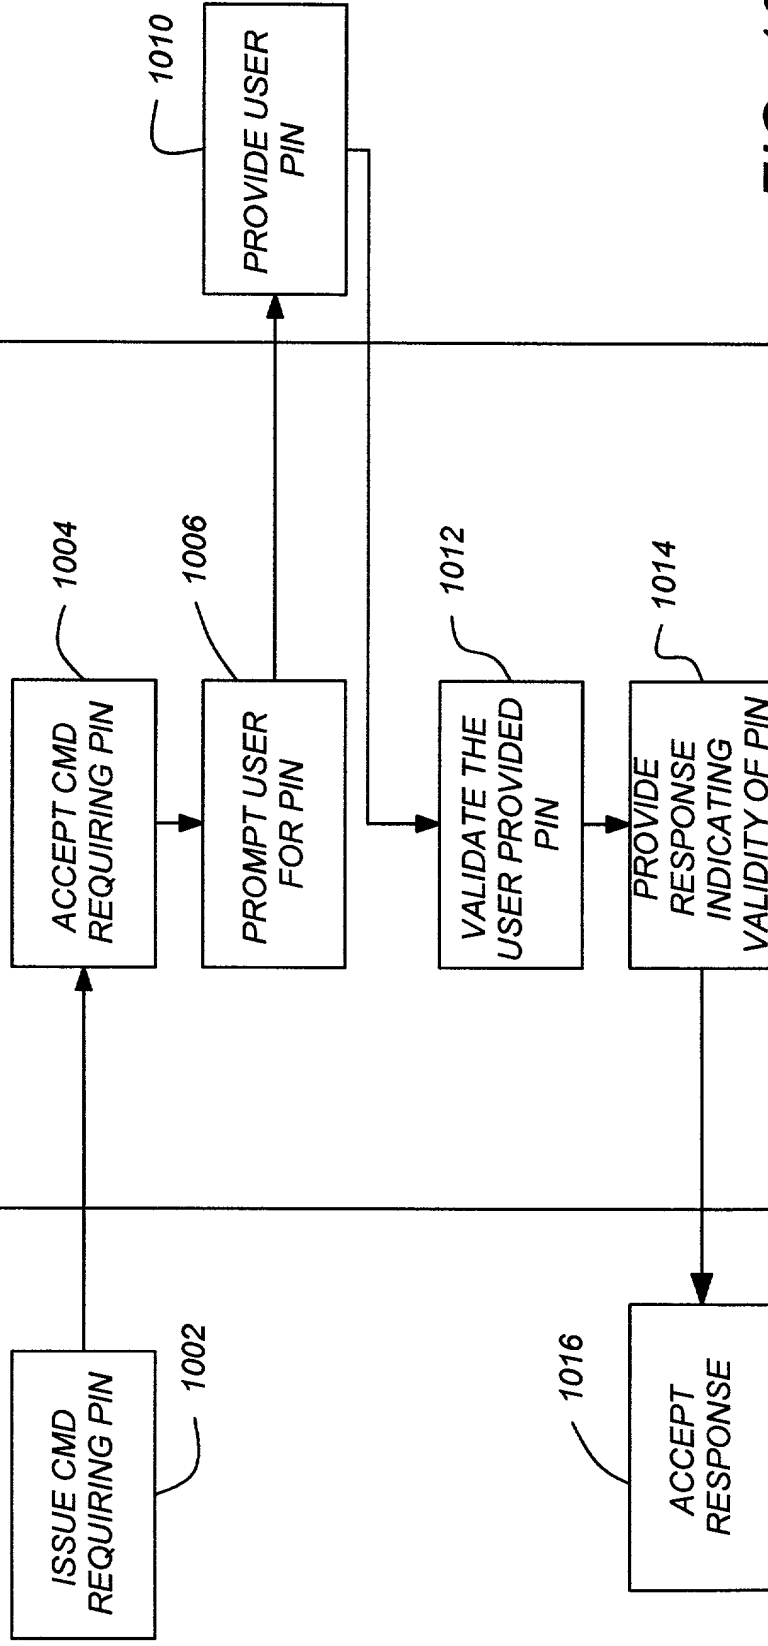 ISSUE CMD
REQUIRING PIN
1002
ACCEPT CMD
REQUIRING PIN
1004
PROMPT USER
FOR PIN
1006
PROVIDE USER
PIN
1010
VALIDATE THE
USER PROVIDED
PIN
1012
PROVIDE
RESPONSE
INDICATING
VALIDITY OF PIN
1014
ACCEPT
RESPONSE
1016